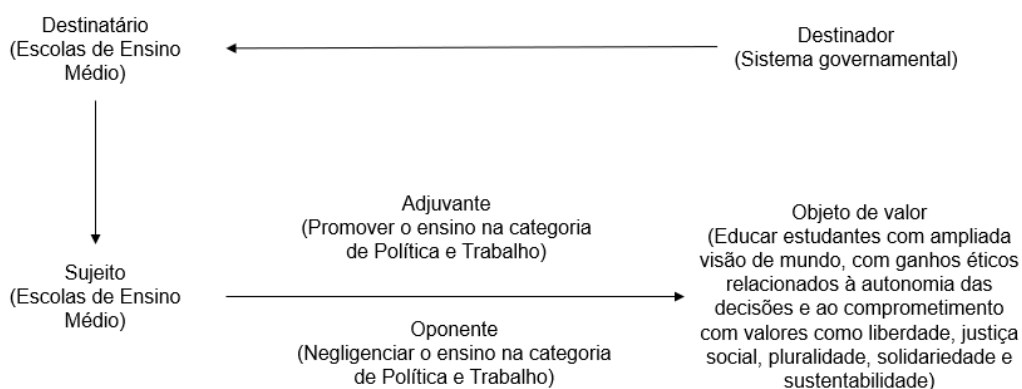 Destinatário
(Escolas de Ensino
Médio)
Destinador
(Sistema governamental)
Adjuvante
(Promover o ensino na categoria
de Política e Trabalho)
Sujeito
(Escolas de Ensino
Médio)
Oponente
(Negligenciar o ensino na categoria
de Política e Trabalho)
Objeto de valor
(Educar estudantes com ampliada
visão de mundo, com ganhos éticos
relacionados à autonomia das
decisões e ao comprometimento
com valores como liberdade, justiça
social, pluralidade, solidariedade e
sustentabilidade)